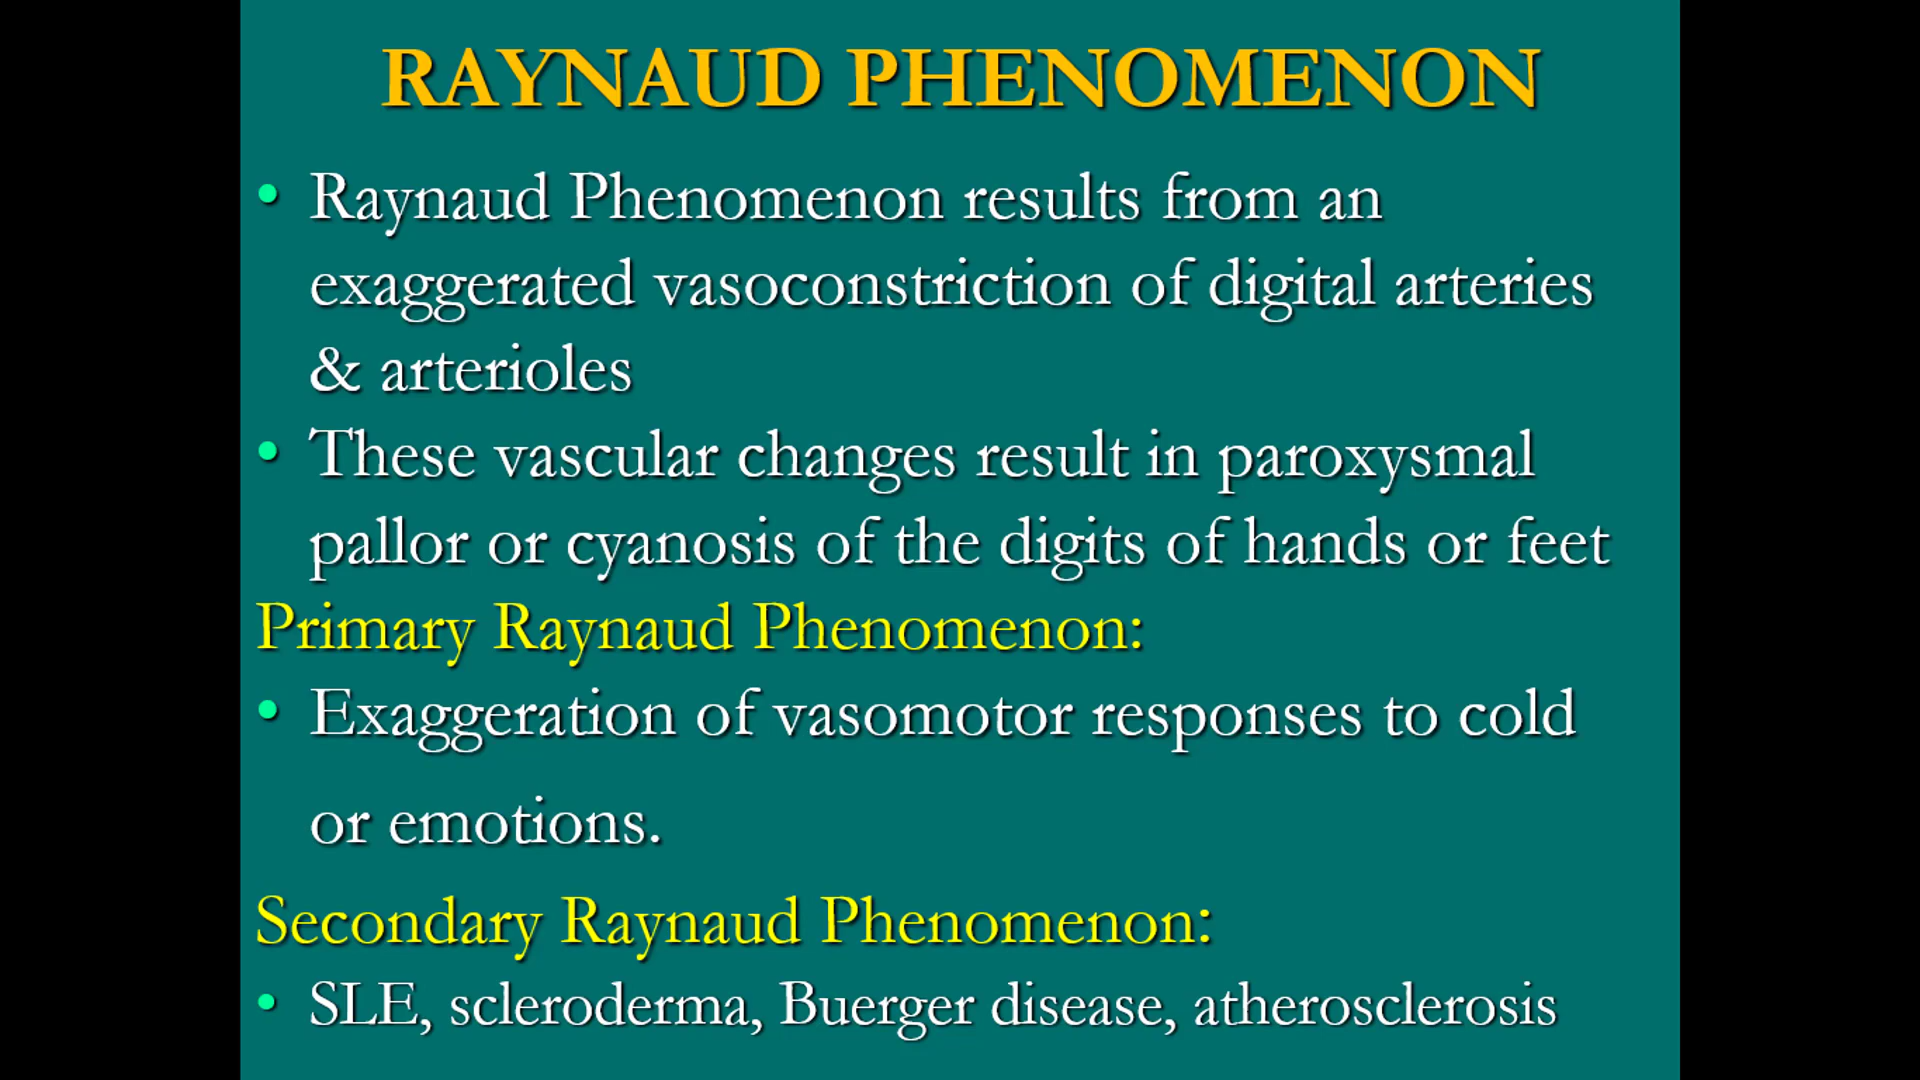 RAYNAUD PHENOMENON
• Raynaud Phenomenon results from an
exaggerated vasoconstriction of digital arteries
& arterioles
• These vascular changes result in paroxysmal
pallor or cyanosis of the digits of hands or feet
Primary Raynaud Phenomenon:
• Exaggeration of vasomotor responses to cold
or emotions.
Secondary Raynaud Phenomenon:
• SLE, scleroderma, Buerger disease, atherosclerosis